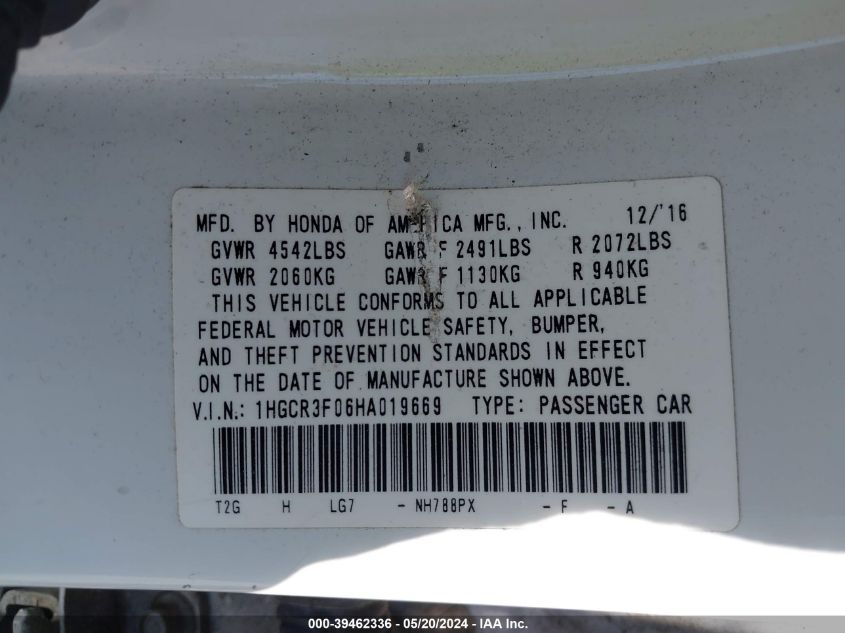 MFD. BY HONDA OF AMERICA MFG., INC. 12/'16
GVWR 4542LBS GAWR F 2491LBS R 2072LBS
GVWR 2060KG GAWR F 1130KG R 940KG
THIS VEHICLE CONFORMS TO ALL APPLICABLE
FEDERAL MOTOR VEHICLE SAFETY, BUMPER,
AND THEFT PREVENTION STANDARDS IN EFFECT
ON THE DATE OF MANUFACTURE SHOWN ABOVE.
V.I.N.: 1HGCR3F06HA019669 TYPE: PASSENGER CAR
T2G H LG7 - NH788PX - F - A
000-39462336 - 05/20/2024 - IAA Inc.